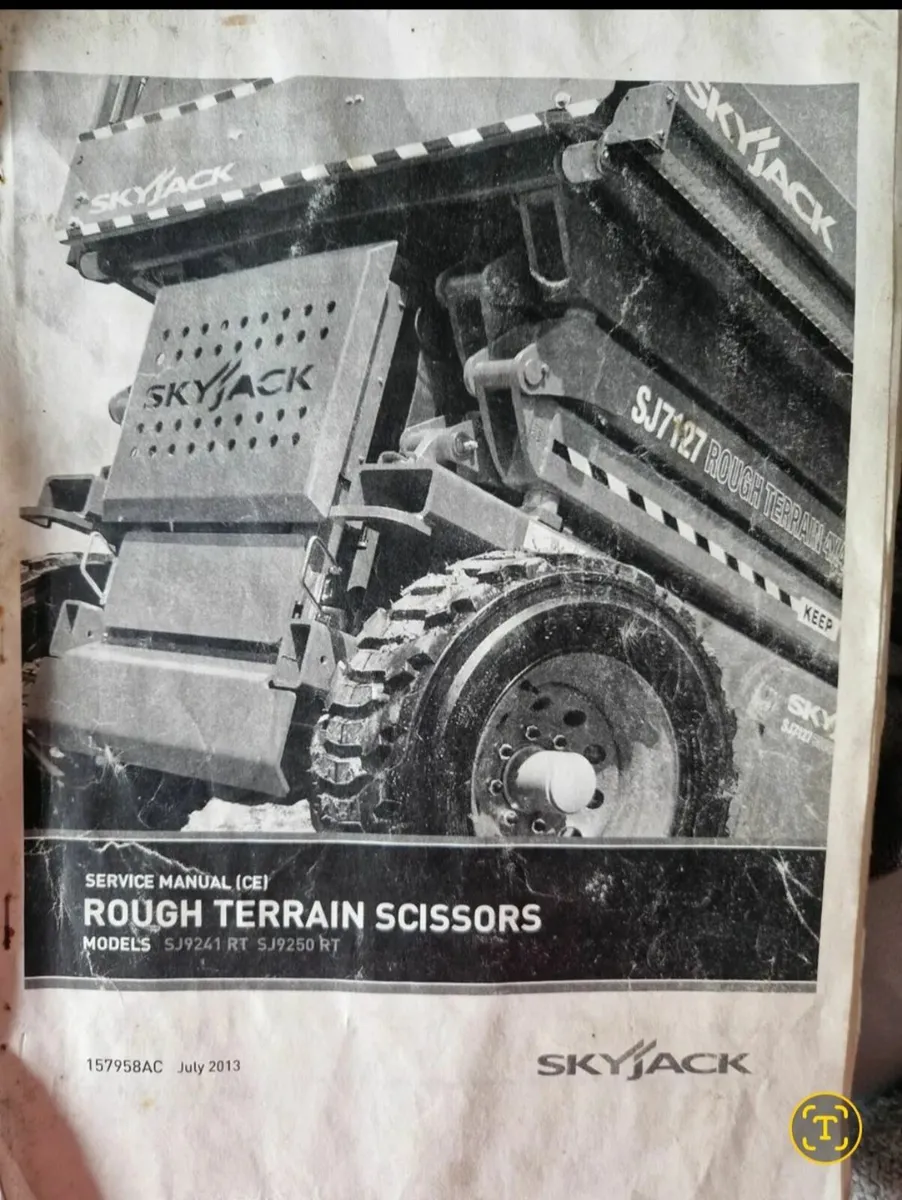 SKYJACK
SKYJACK
SKYJACK
SJ7127 ROUGH TERRAIN 4x4
KEEP
SKY
SERVICE MANUAL (CE)
ROUGH TERRAIN SCISSORS
MODELS SJ9241 RT SJ9250 RT
157958AC July 2013
SKYJACK